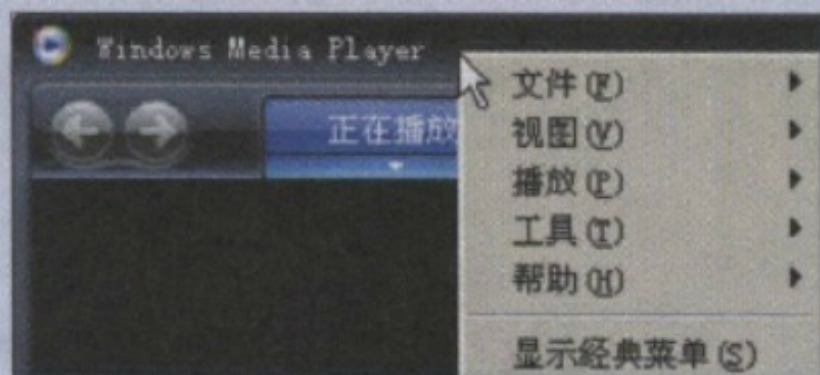 Windows Media Player
正在播放
文件(F)
视图(V)
播放(P)
工具(T)
帮助(H)
显示经典菜单(S)